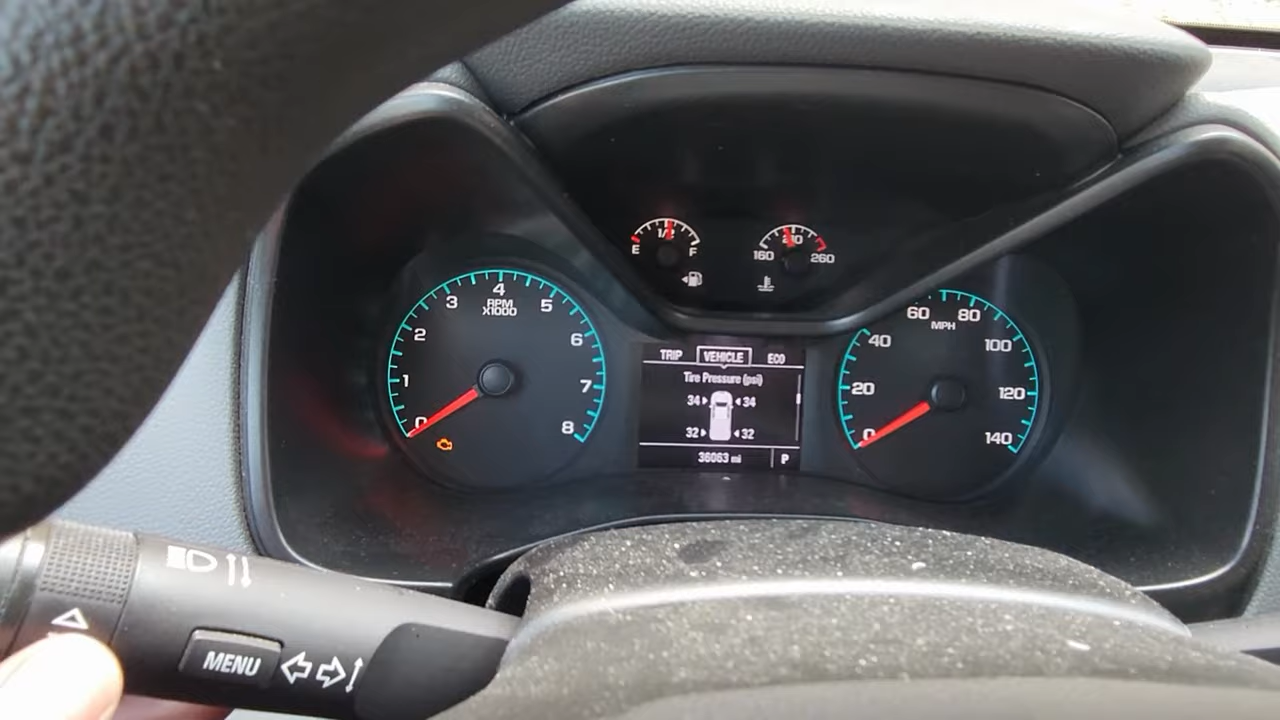 E 1/2 F
160 210 260
0 1 2 3 4 5 6 7 8
RPM
X1000
TRIP VEHICLE ECO
Tire Pressure (psi)
34 34
32 32
36063 mi P
0 20 40 60 80 100 120 140
MPH
MENU